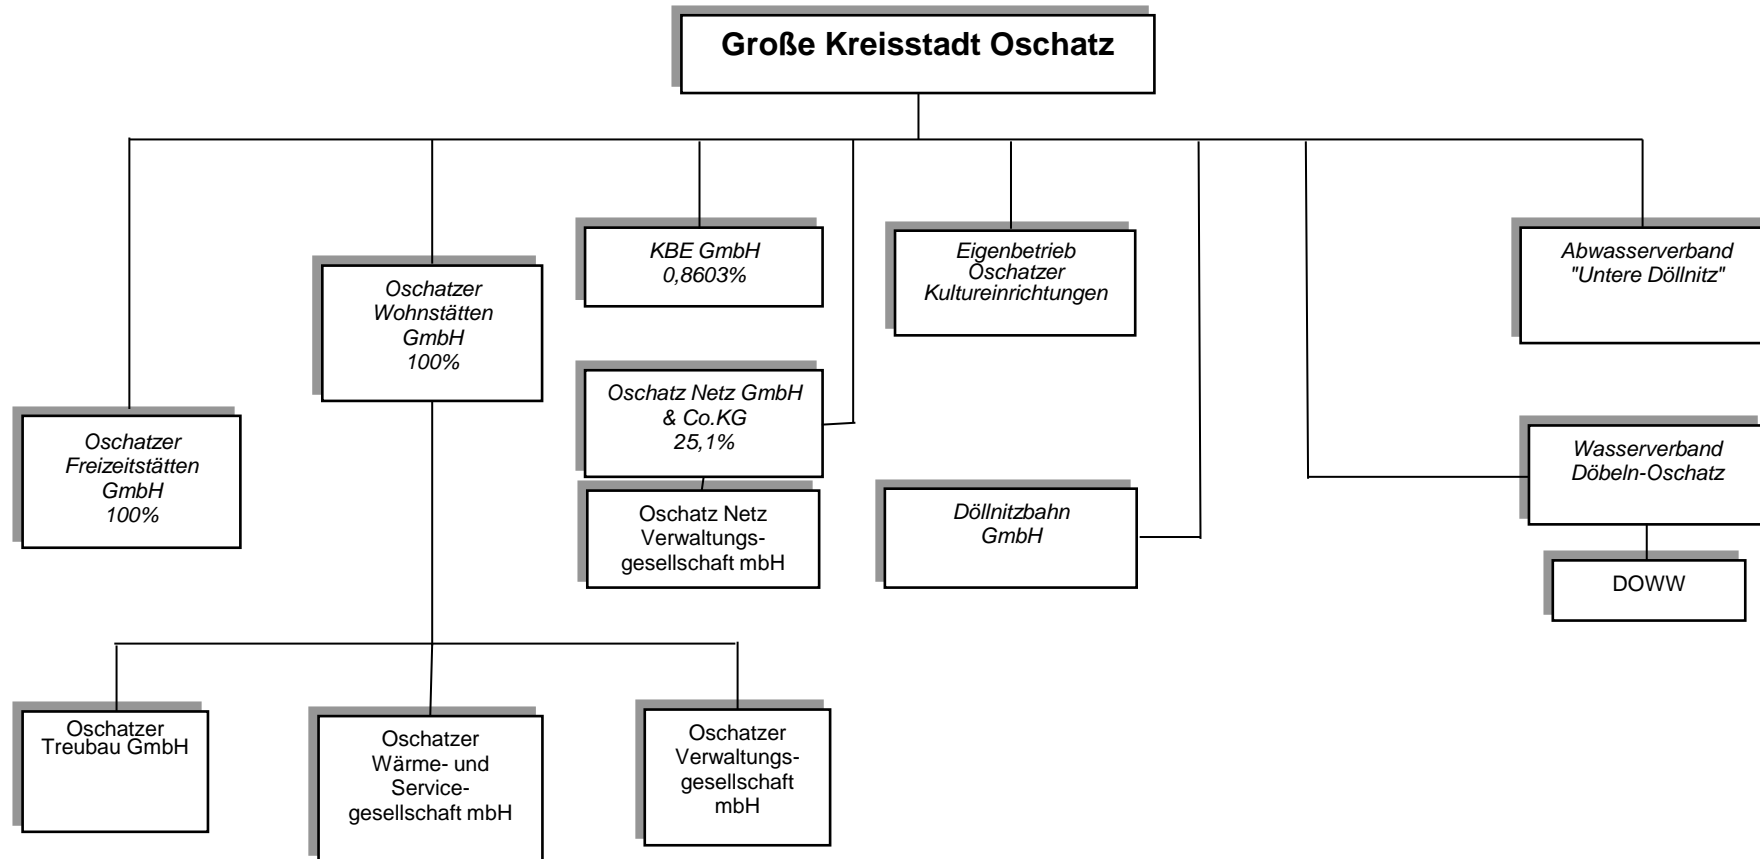 Große Kreisstadt Oschatz
KBE GmbH
0,8603%
Eigenbetrieb
Oschatzer
Kultureinrichtungen
Abwasserverband
"Untere Döllnitz"
Oschatzer
Wohnstätten
GmbH
100%
Oschatz Netz GmbH
& Co.KG
25,1%
Oschatzer
Freizeitstätten
GmbH
100%
Wasserverband
Döbeln-Oschatz
Oschatz Netz
Verwaltungs-
gesellschaft mbH
Döllnitzbahn
GmbH
DOWW
Oschatzer
Treubau GmbH
Oschatzer
Wärme- und
Service-
gesellschaft mbH
Oschatzer
Verwaltungs-
gesellschaft
mbH